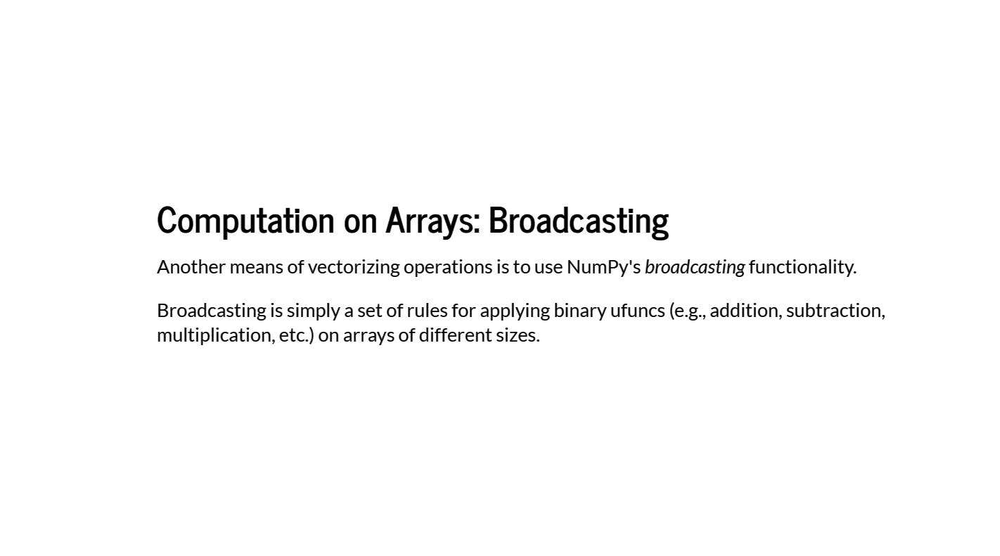 Computation on Arrays: Broadcasting
Another means of vectorizing operations is to use NumPy's broadcasting functionality.
Broadcasting is simply a set of rules for applying binary ufuncs (e.g., addition, subtraction,
multiplication, etc.) on arrays of different sizes.